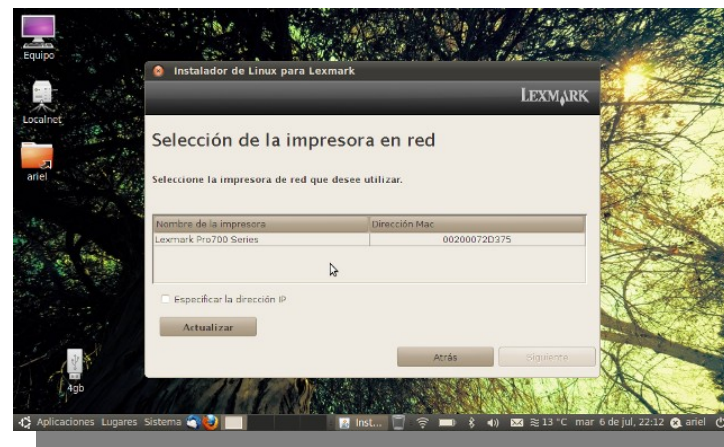 Equipo
Instalador de Linux para Lexmark
LEXMARK
Localnet
Selección de la impresora en red
ariel
Seleccione la impresora de red que desee utilizar.
Nombre de la impresora Dirección Mac
Lexmark Pro700 Series 00200072D375
Especificar la dirección IP
Actualizar
Atrás Siguiente
4gb
Aplicaciones Lugares Sistema Inst... 13 °C mar 6 de jul, 22:12 ariel